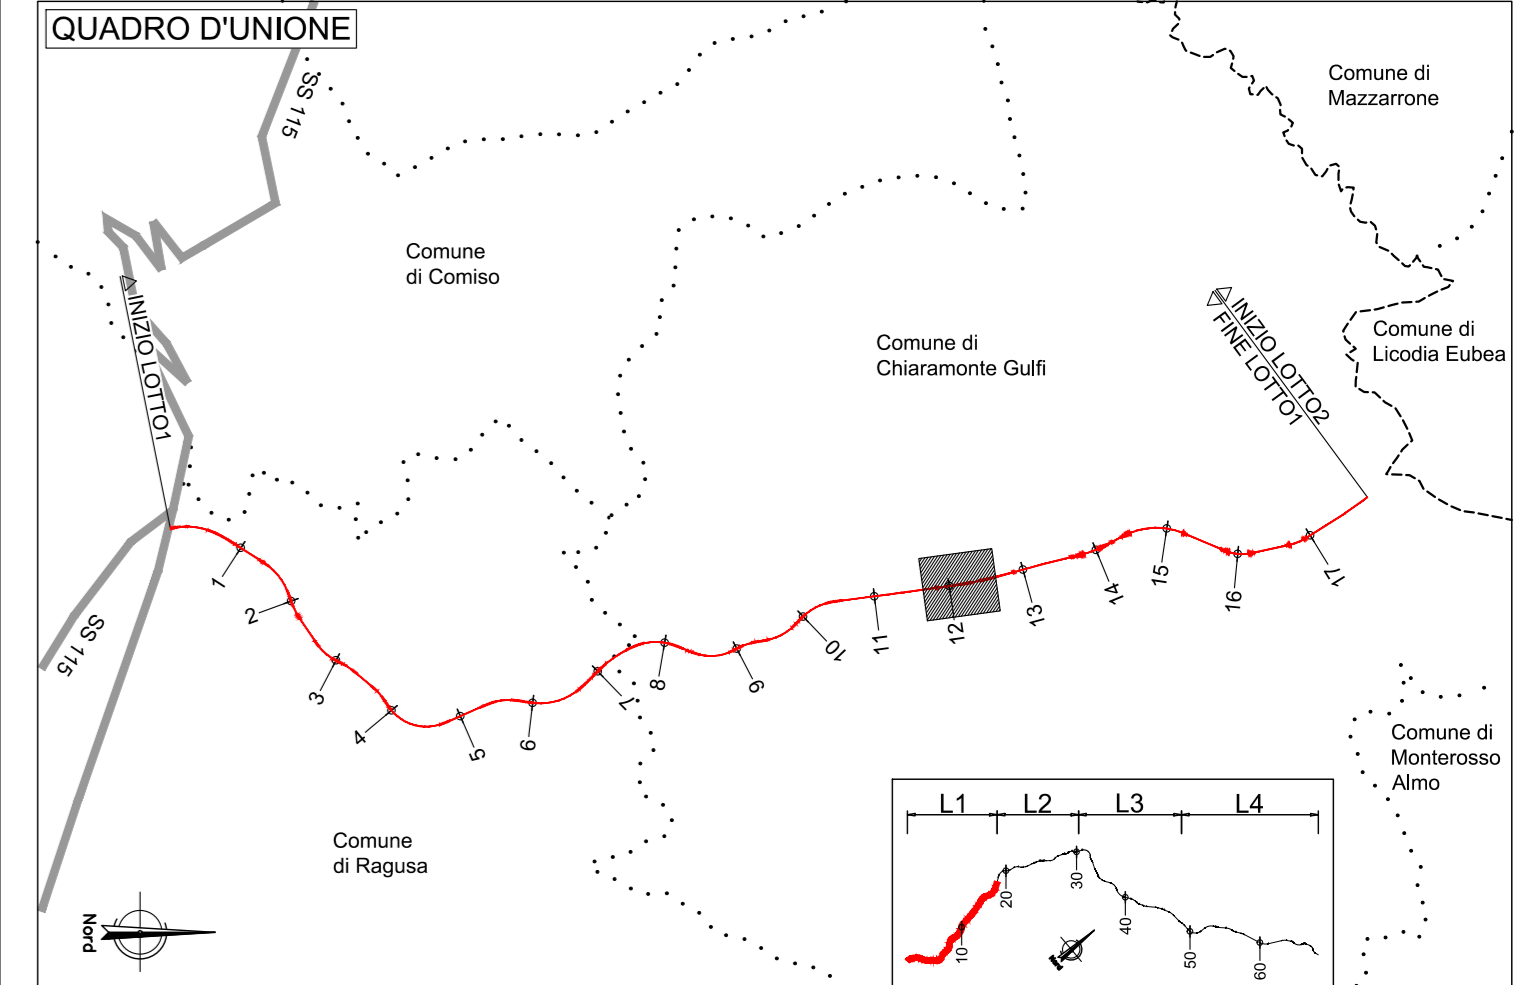 QUADRO D'UNIONE
SS 115
Comune di
Mazzarrone
Comune
di Comiso
INIZIO LOTTO1
Comune di
Chiaramonte Gulfi
INIZIO LOTTO2
FINE LOTTO1
Comune di
Licodia Eubea
SS 115
1
2
3
4
5
6
7
8
9
10
11
12
13
14
15
16
17
Comune di
Monterosso
Almo
Comune
di Ragusa
Nord
L1 L2 L3 L4
10
20
30
40
50
60
Nord